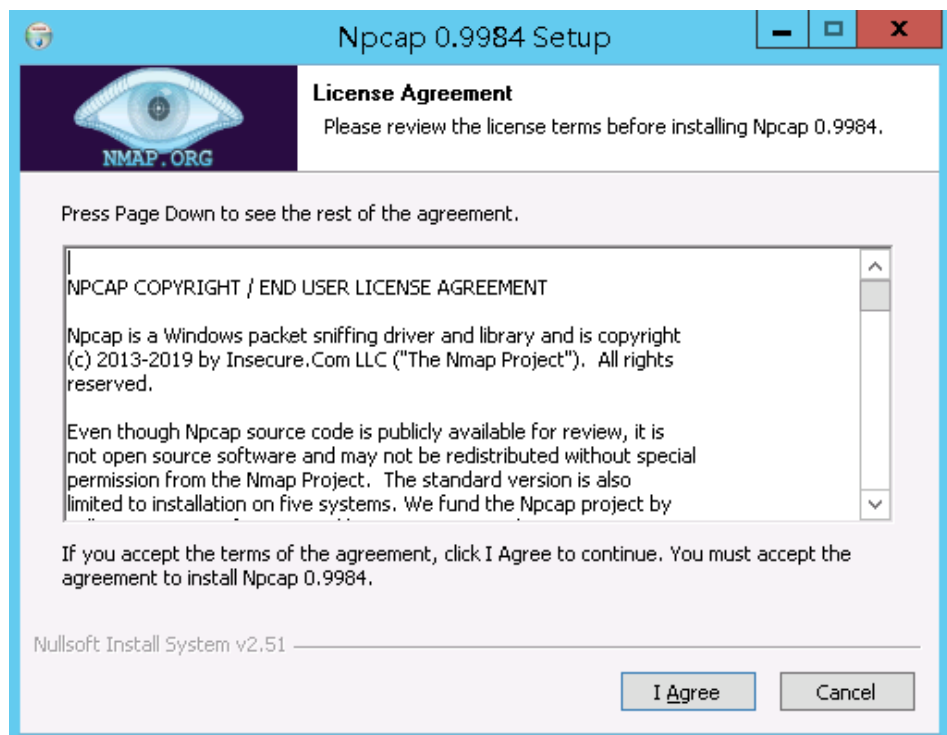 Npcap 0.9984 Setup
NMAP.ORG
License Agreement
Please review the license terms before installing Npcap 0.9984.
Press Page Down to see the rest of the agreement.
NPCAP COPYRIGHT / END USER LICENSE AGREEMENT
Npcap is a Windows packet sniffing driver and library and is copyright
(c) 2013-2019 by Insecure.Com LLC ("The Nmap Project").  All rights
reserved.
Even though Npcap source code is publicly available for review, it is
not open source software and may not be redistributed without special
permission from the Nmap Project.  The standard version is also
limited to installation on five systems. We fund the Npcap project by
If you accept the terms of the agreement, click I Agree to continue. You must accept the
agreement to install Npcap 0.9984.
Nullsoft Install System v2.51
I Agree
Cancel